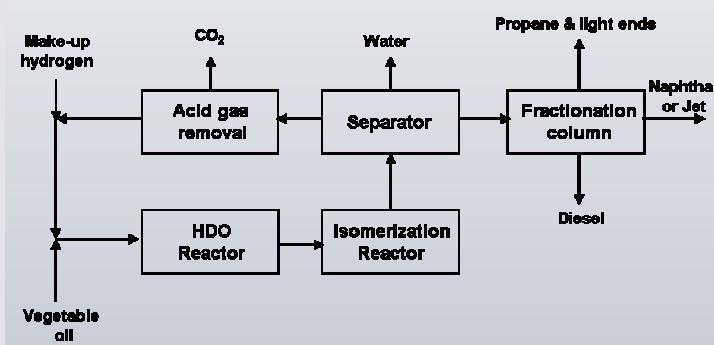 Propane & light ends
Make-up
hydrogen
CO₂
Water
Naphtha
or Jet
Acid gas
removal
Separator
Fractionation
column
Diesel
HDO
Reactor
Isomerization
Reactor
Vegetable
oil